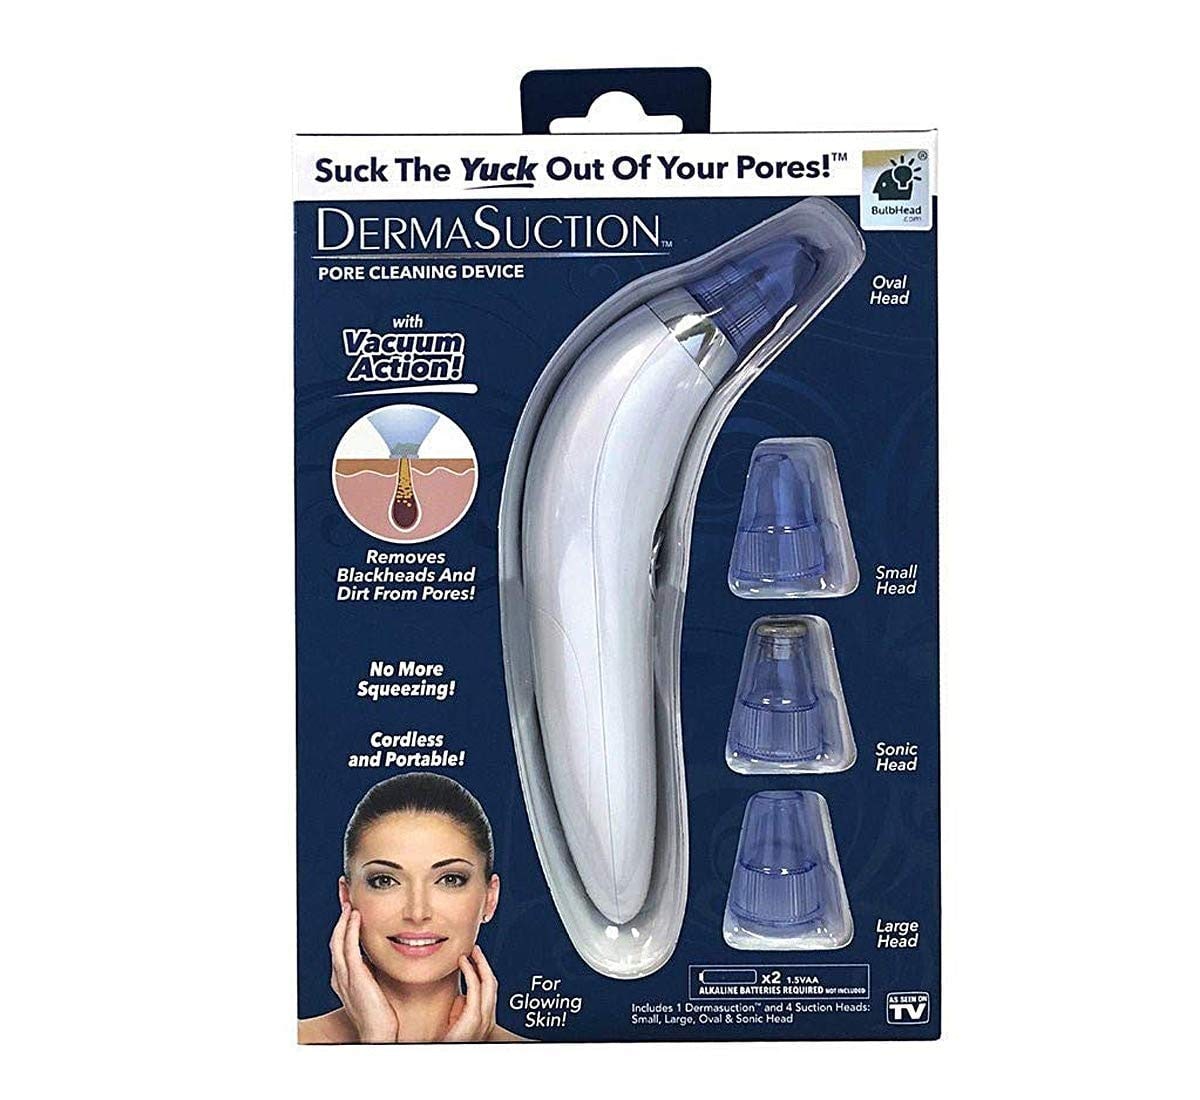 Suck The Yuck Out Of Your Pores!™
BulbHead®
.com
DERMASUCTION™
PORE CLEANING DEVICE
Oval
Head
with
Vacuum
Action!
Removes
Blackheads And
Dirt From Pores!
Small
Head
No More
Squeezing!
Cordless
and Portable!
Sonic
Head
Large
Head
For
Glowing
Skin!
x2 1.5VAA
ALKALINE BATTERIES REQUIRED NOT INCLUDED
Includes 1 Dermasuction™ and 4 Suction Heads:
Small, Large, Oval & Sonic Head
AS SEEN ON
TV